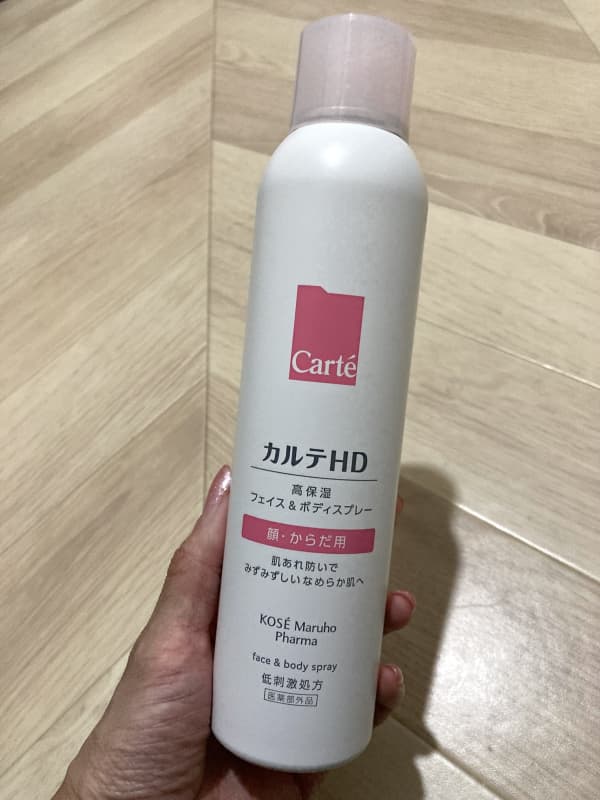 Carté
カルテHD
高保湿
フェイス&ボディスプレー
顔・からだ用
肌あれ防いで
みずみずしいなめらか肌へ
KOSÉ Maruho
Pharma
face & body spray
低刺激処方
医薬部外品